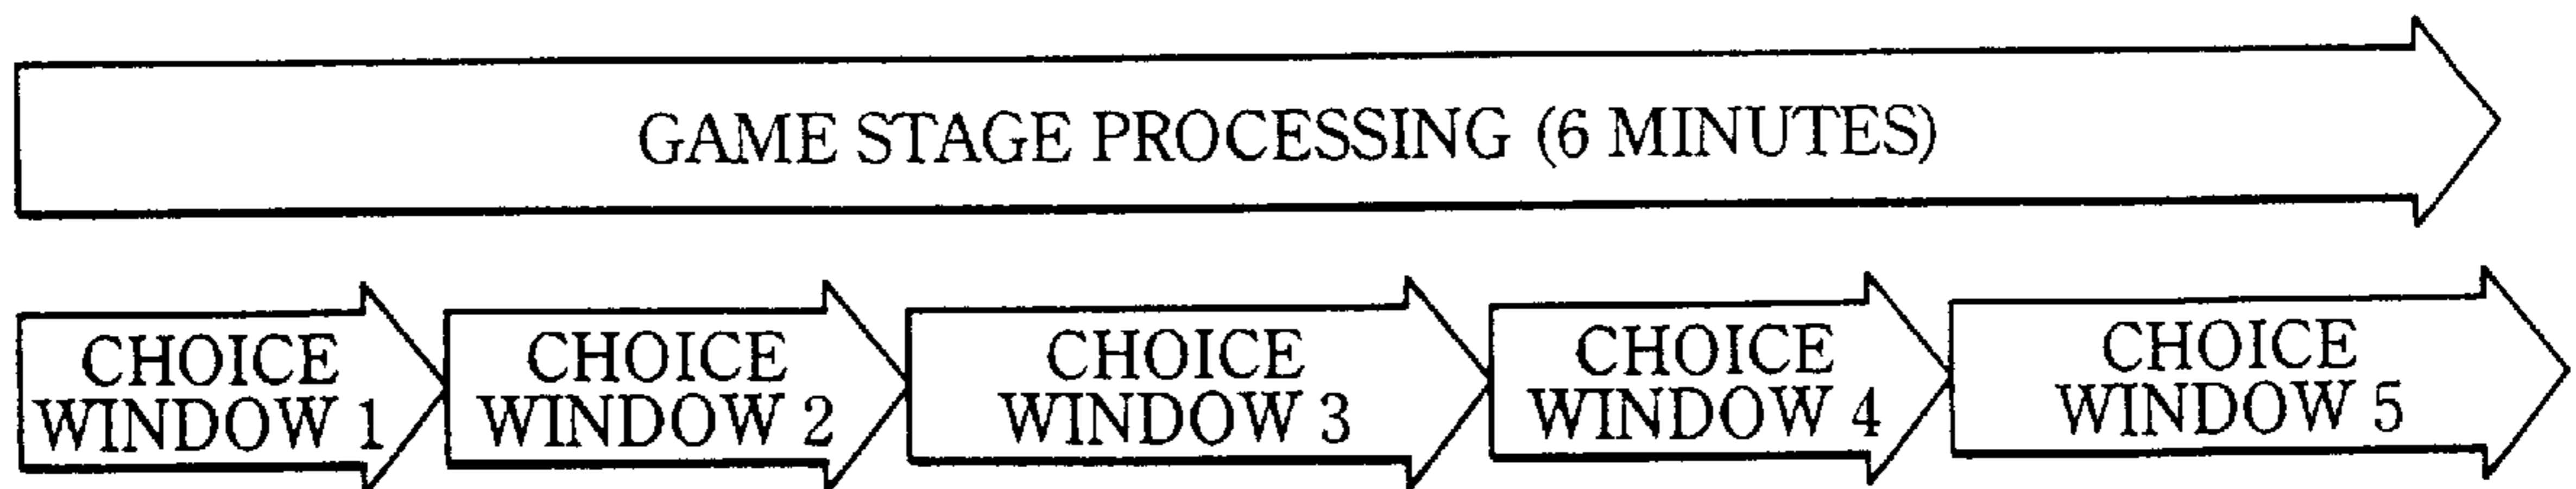 GAME STAGE PROCESSING (6 MINUTES)
CHOICE
WINDOW 1
CHOICE
WINDOW 2
CHOICE
WINDOW 3
CHOICE
WINDOW 4
CHOICE
WINDOW 5